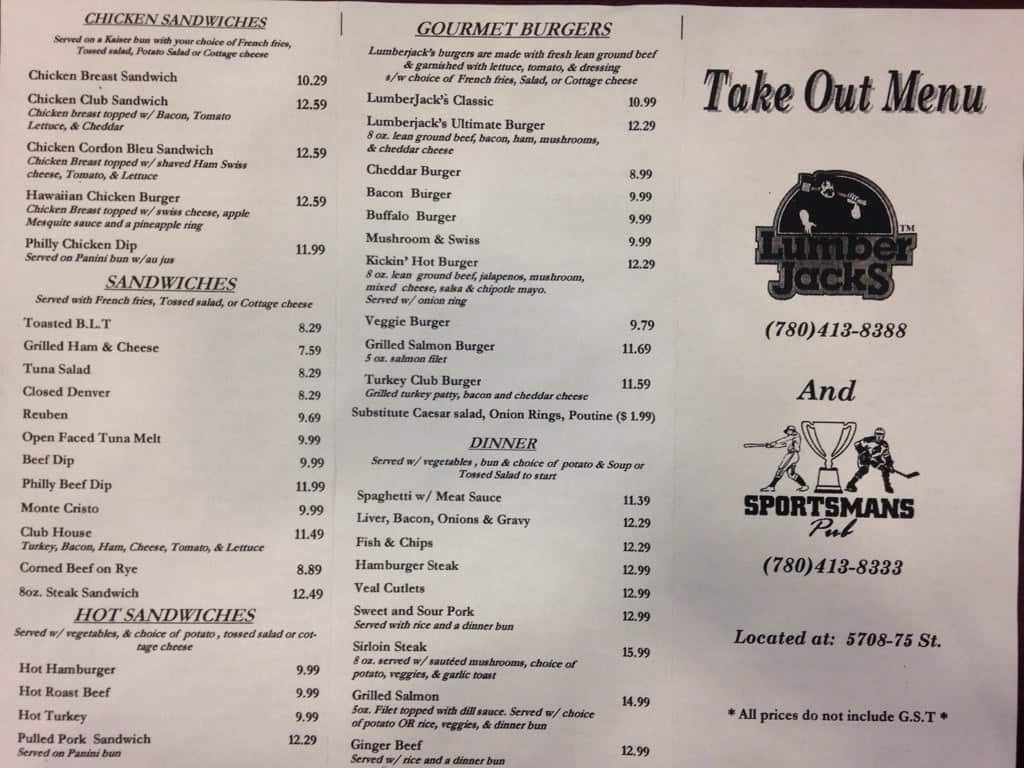 CHICKEN SANDWICHES
Served on a Kaiser bun with your choice of French fries,
Tossed salad, Potato Salad or Cottage cheese
Chicken Breast Sandwich 10.29
Chicken Club Sandwich 12.59
Chicken breast topped w/ Bacon, Tomato
Lettuce, & Cheddar
Chicken Cordon Bleu Sandwich 12.59
Chicken Breast topped w/ shaved Ham Swiss
cheese, Tomato, & Lettuce
Hawaiian Chicken Burger 12.59
Chicken Breast topped w/ swiss cheese, apple
Mesquite sauce and a pineapple ring
Philly Chicken Dip 11.99
Served on Panini bun w/au jus
SANDWICHES
Served with French fries, Tossed salad, or Cottage cheese
Toasted B.L.T 8.29
Grilled Ham & Cheese 7.59
Tuna Salad 8.29
Closed Denver 8.29
Reuben 9.69
Open Faced Tuna Melt 9.99
Beef Dip 9.99
Philly Beef Dip 11.99
Monte Cristo 9.99
Club House 11.49
Turkey, Bacon, Ham, Cheese, Tomato, & Lettuce
Corned Beef on Rye 8.89
8oz. Steak Sandwich 12.49
HOT SANDWICHES
Served w/ vegetables, & choice of potato , tossed salad or cot-
tage cheese
Hot Hamburger 9.99
Hot Roast Beef 9.99
Hot Turkey 9.99
Pulled Pork Sandwich 12.29
Served on Panini bun
GOURMET BURGERS
Lumberjack's burgers are made with fresh lean ground beef
& garnished with lettuce, tomato, & dressing
s/w choice of French fries, Salad, or Cottage cheese
LumberJack's Classic 10.99
Lumberjack's Ultimate Burger 12.29
8 oz. lean ground beef, bacon, ham, mushrooms,
& cheddar cheese
Cheddar Burger 8.99
Bacon Burger 9.99
Buffalo Burger 9.99
Mushroom & Swiss 9.99
Kickin' Hot Burger 12.29
8 oz. lean ground beef, jalapenos, mushroom,
mixed cheese, salsa & chipotle mayo.
Served w/ onion ring
Veggie Burger 9.79
Grilled Salmon Burger 11.69
5 oz. salmon filet
Turkey Club Burger 11.59
Grilled turkey patty, bacon and cheddar cheese
Substitute Caesar salad, Onion Rings, Poutine ($ 1.99)
DINNER
Served w/ vegetables , bun & choice of potato & Soup or
Tossed Salad to start
Spaghetti w/ Meat Sauce 11.39
Liver, Bacon, Onions & Gravy 12.29
Fish & Chips 12.29
Hamburger Steak 12.99
Veal Cutlets 12.99
Sweet and Sour Pork 12.99
Served with rice and a dinner bun
Sirloin Steak 15.99
8 oz. served w/ sautéed mushrooms, choice of
potato, veggies, & garlic toast
Grilled Salmon 14.99
5oz. Filet topped with dill sauce. Served w/ choice
of potato OR rice, veggies, & dinner bun
Ginger Beef 12.99
Served w/ rice and a dinner bun
Take Out Menu
Lumber TM
Jacks
(780)413-8388
And
SPORTSMANS
Pub
(780)413-8333
Located at: 5708-75 St.
* All prices do not include G.S.T *